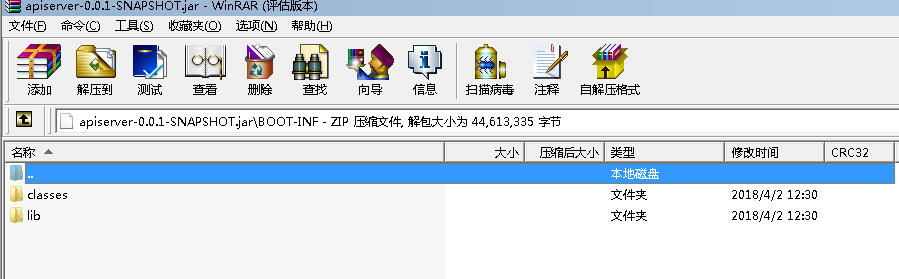 apiserver-0.0.1-SNAPSHOT.jar - WinRAR (评估版本)
文件(F) 命令(C) 工具(S) 收藏夹(O) 选项(N) 帮助(H)
添加 解压到 测试 查看 删除 查找 向导 信息 扫描病毒 注释 自解压格式
apiserver-0.0.1-SNAPSHOT.jar\BOOT-INF - ZIP 压缩文件, 解包大小为 44,613,335 字节
名称 大小 压缩后大小 类型 修改时间 CRC32
.. 本地磁盘
classes 文件夹 2018/4/2 12:30
lib 文件夹 2018/4/2 12:30